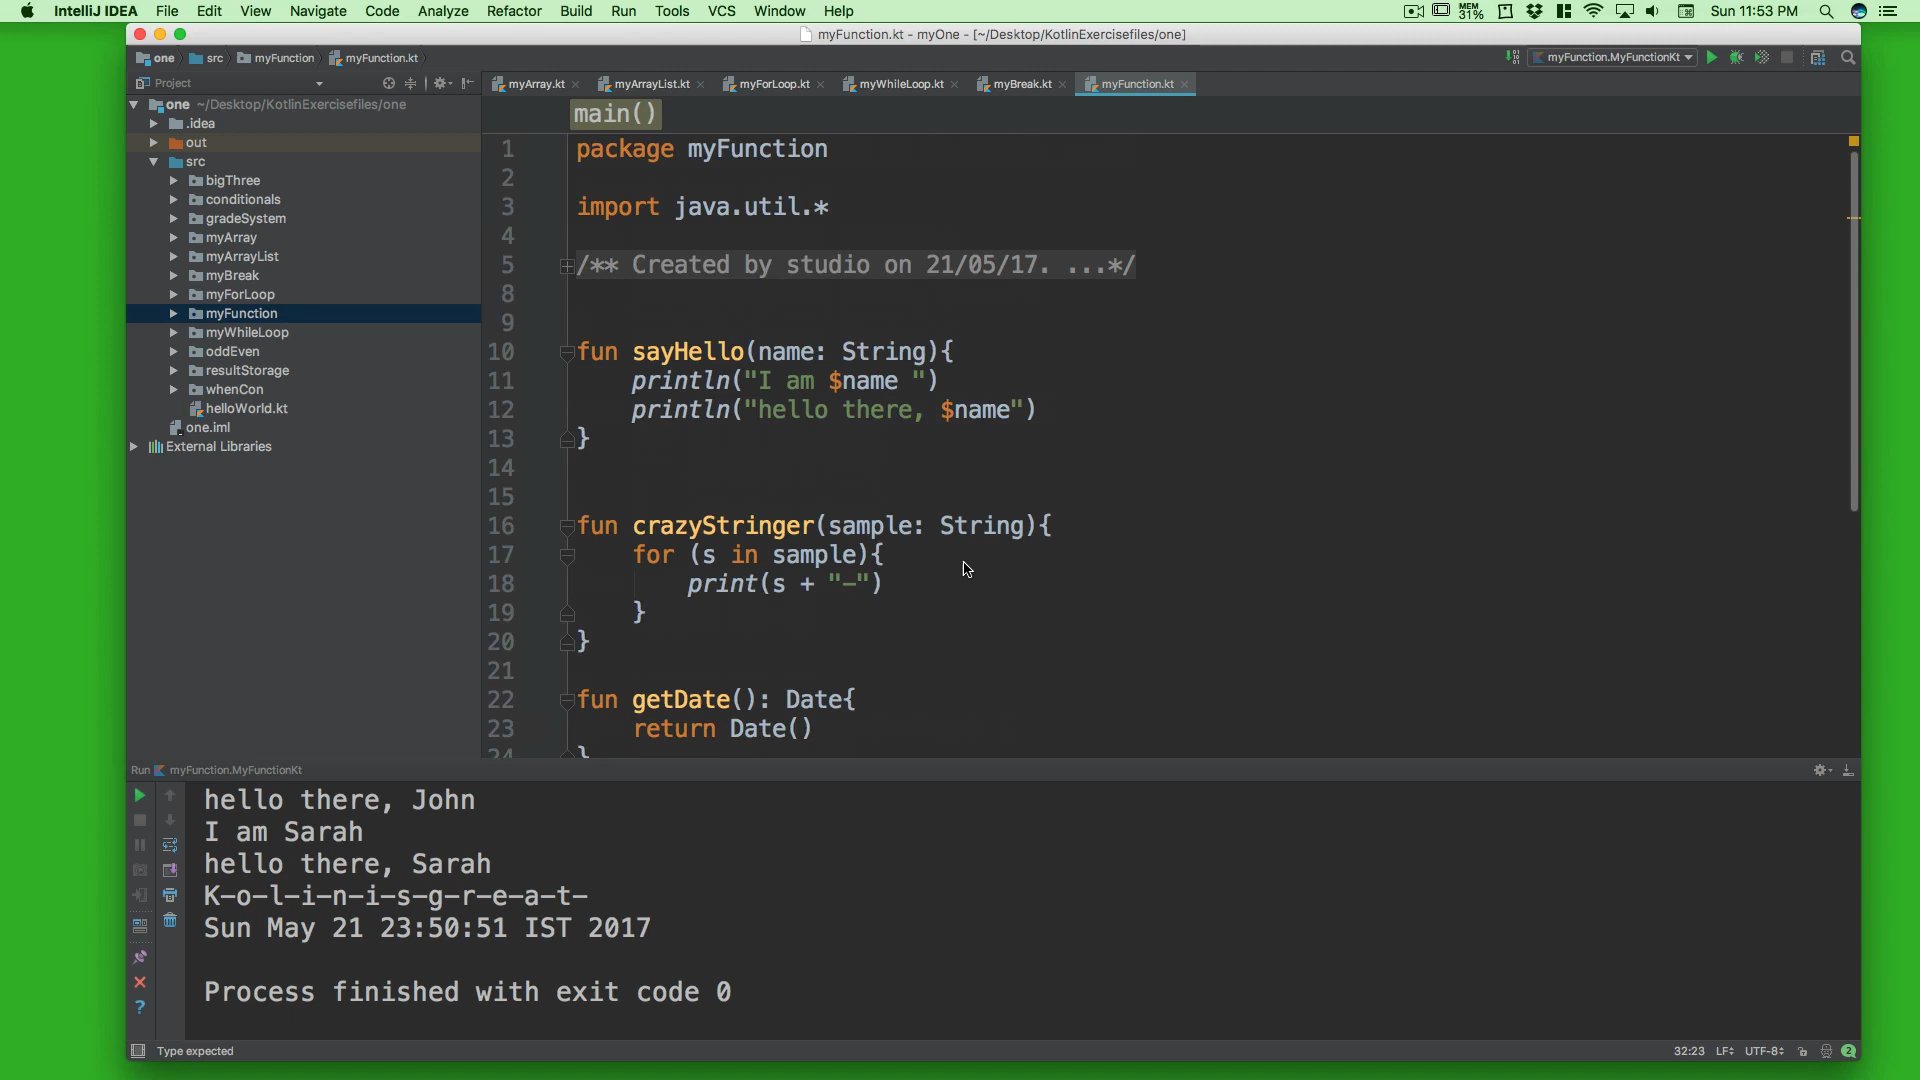 IntelliJ IDEA File Edit View Navigate Code Analyze Refactor Build Run Tools VCS Window Help MEM 31% Sun 11:53 PM
myFunction.kt - myOne - [~/Desktop/KotlinExercisefiles/one]
one src myFunction myFunction.kt myFunction.MyFunctionKt
Project
myArray.kt myArrayList.kt myForLoop.kt myWhileLoop.kt myBreak.kt myFunction.kt
one ~/Desktop/KotlinExercisefiles/one
.idea
out
src
bigThree
conditionals
gradeSystem
myArray
myArrayList
myBreak
myForLoop
myFunction
myWhileLoop
oddEven
resultStorage
whenCon
helloWorld.kt
one.iml
External Libraries
main()
1 package myFunction
2
3 import java.util.*
4
5 /** Created by studio on 21/05/17. ...*/
8
9
10 fun sayHello(name: String){
11 println("I am $name ")
12 println("hello there, $name")
13 }
14
15
16 fun crazyStringer(sample: String){
17 for (s in sample){
18 print(s + "-")
19 }
20 }
21
22 fun getDate(): Date{
23 return Date()
24 }
Run myFunction.MyFunctionKt
hello there, John
I am Sarah
hello there, Sarah
K-o-l-i-n-i-s-g-r-e-a-t-
Sun May 21 23:50:51 IST 2017
Process finished with exit code 0
Type expected 32:23 LF UTF-8 2